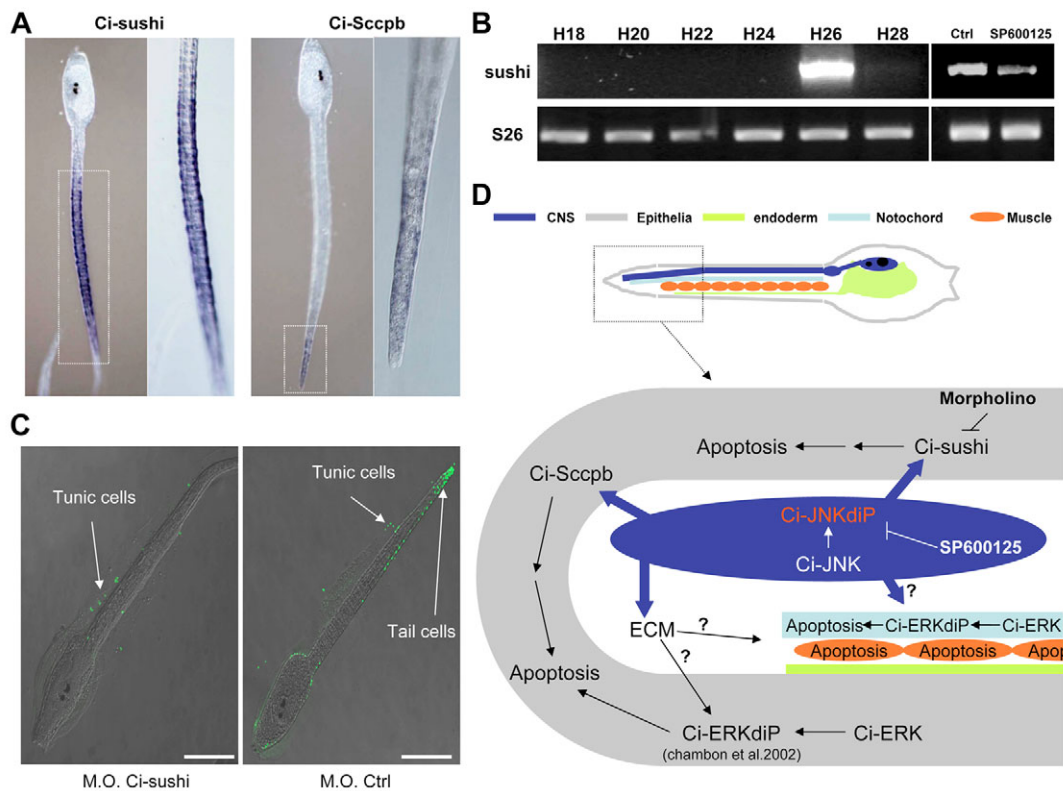 A
Ci-sushi
Ci-Sccpb
B
H18 H20 H22 H24 H26 H28 Ctrl SP600125
sushi
S26
C
Tunic cells
Tunic cells
Tail cells
M.O. Ci-sushi
M.O. Ctrl
D
CNS Epithelia endoderm Notochord Muscle
Morpholino
Apoptosis Ci-sushi
Ci-Sccpb
Ci-JNKdiP
SP600125
Ci-JNK
?
ECM ?
Apoptosis Ci-ERKdiP Ci-ERK
Apoptosis Apoptosis Apop
?
Apoptosis
Ci-ERKdiP Ci-ERK
(chambon et al.2002)